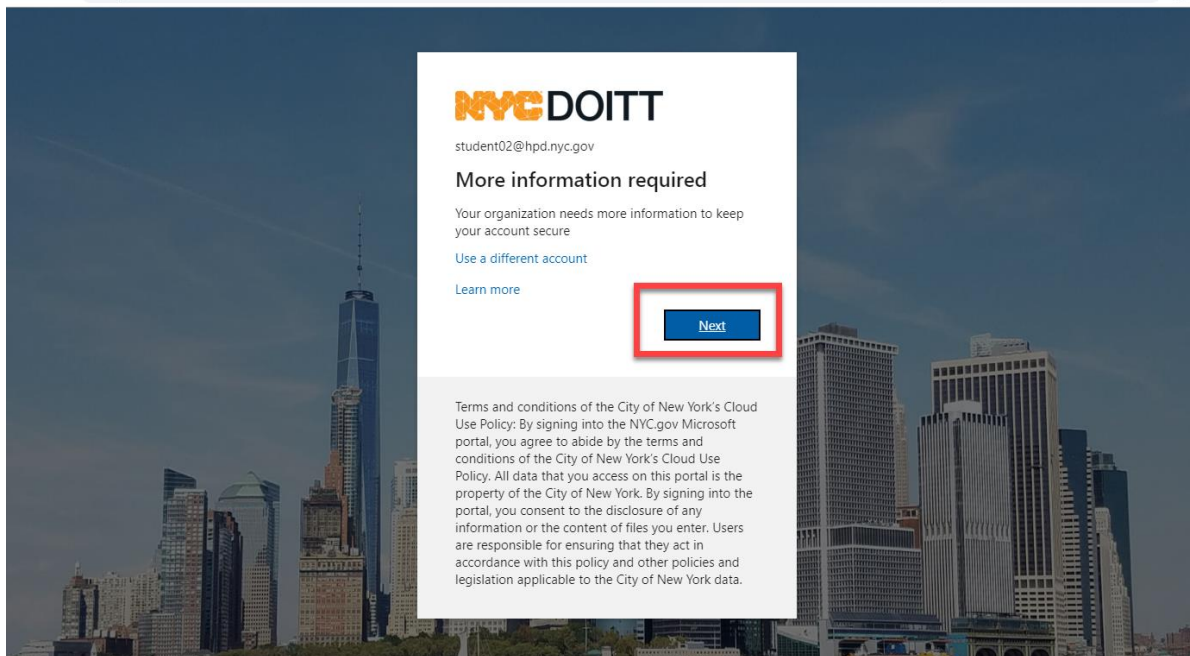 NYC DOITT
student02@hpd.nyc.gov
More information required
Your organization needs more information to keep
your account secure
Use a different account
Learn more
Next
Terms and conditions of the City of New York's Cloud
Use Policy: By signing into the NYC.gov Microsoft
portal, you agree to abide by the terms and
conditions of the City of New York's Cloud Use
Policy. All data that you access on this portal is the
property of the City of New York. By signing into the
portal, you consent to the disclosure of any
information or the content of files you enter. Users
are responsible for ensuring that they act in
accordance with this policy and other policies and
legislation applicable to the City of New York data.